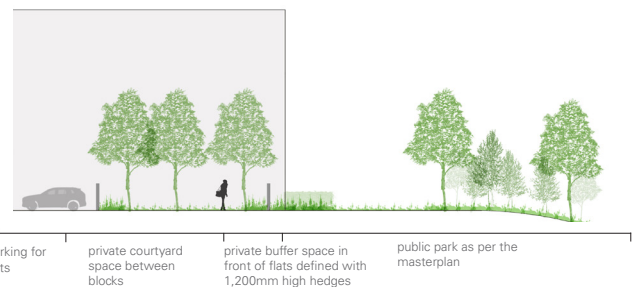 rking for
ts
private courtyard
space between
blocks
private buffer space in
front of flats defined with
1,200mm high hedges
public park as per the
masterplan